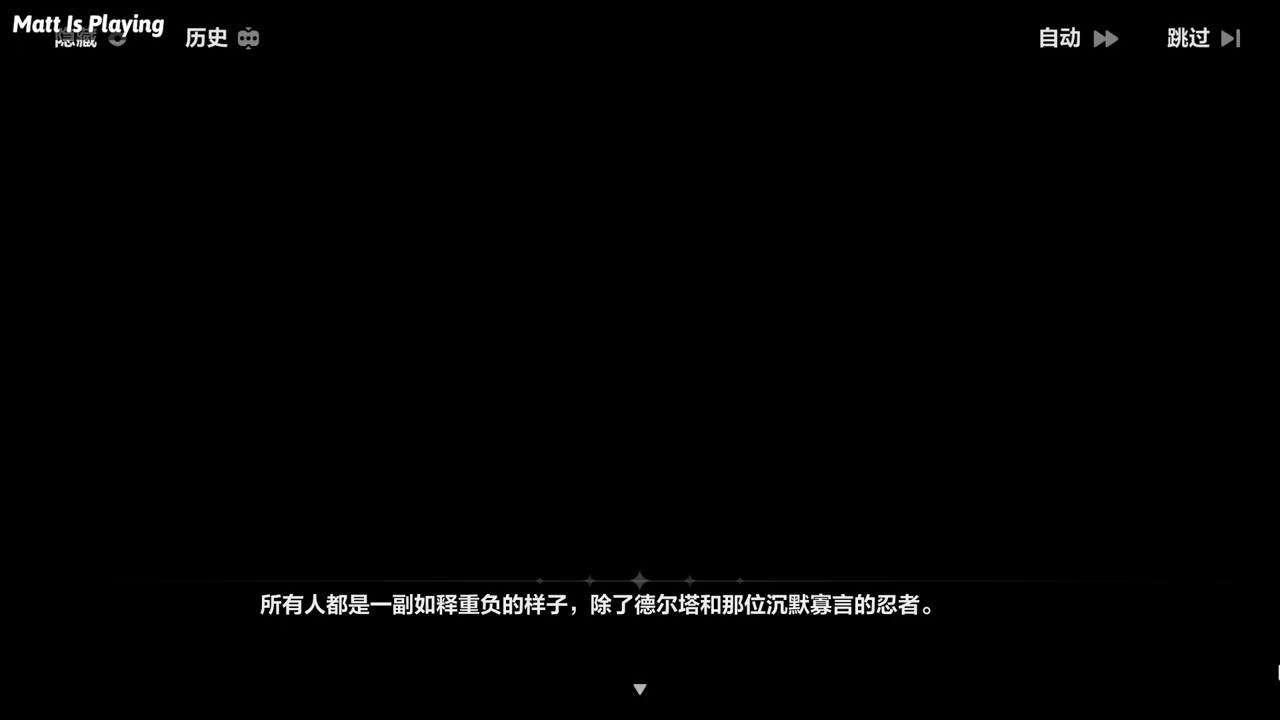 Matt Is Playing
隐藏
历史
自动
跳过
所有人都是一副如释重负的样子，除了德尔塔和那位沉默寡言的忍者。